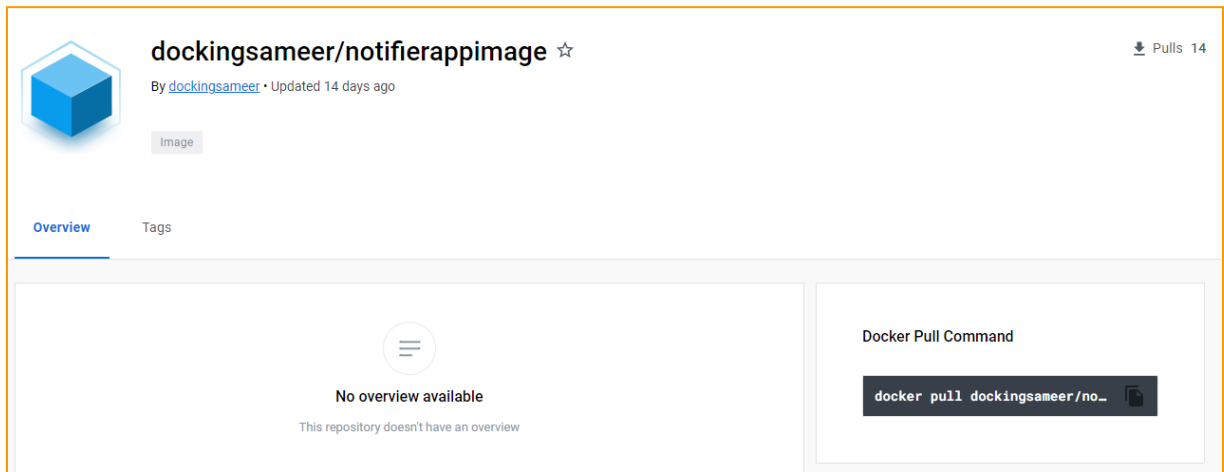 dockingsameer/notifierappimage
Pulls 14
By dockingsameer • Updated 14 days ago
Image
Overview
Tags
No overview available
This repository doesn't have an overview
Docker Pull Command
docker pull dockingsameer/no…